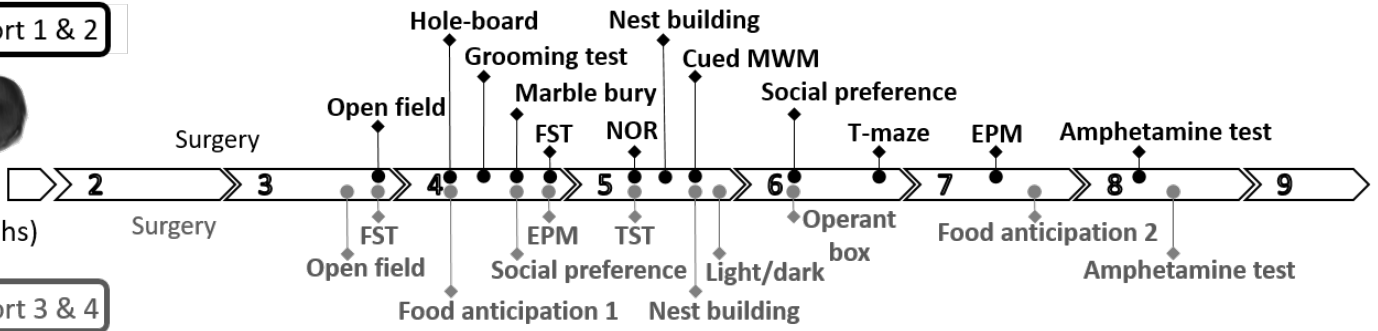 ort 1 & 2
Hole-board
Nest building
Grooming test
Cued MWM
Open field
Marble bury
Social preference
Surgery
FST
NOR
T-maze
EPM
Amphetamine test
2 3 4 5 6 7 8 9
hs)
Surgery
FST
EPM
TST
Operant
box
Food anticipation 2
Open field
Social preference
Light/dark
Amphetamine test
ort 3 & 4
Food anticipation 1
Nest building